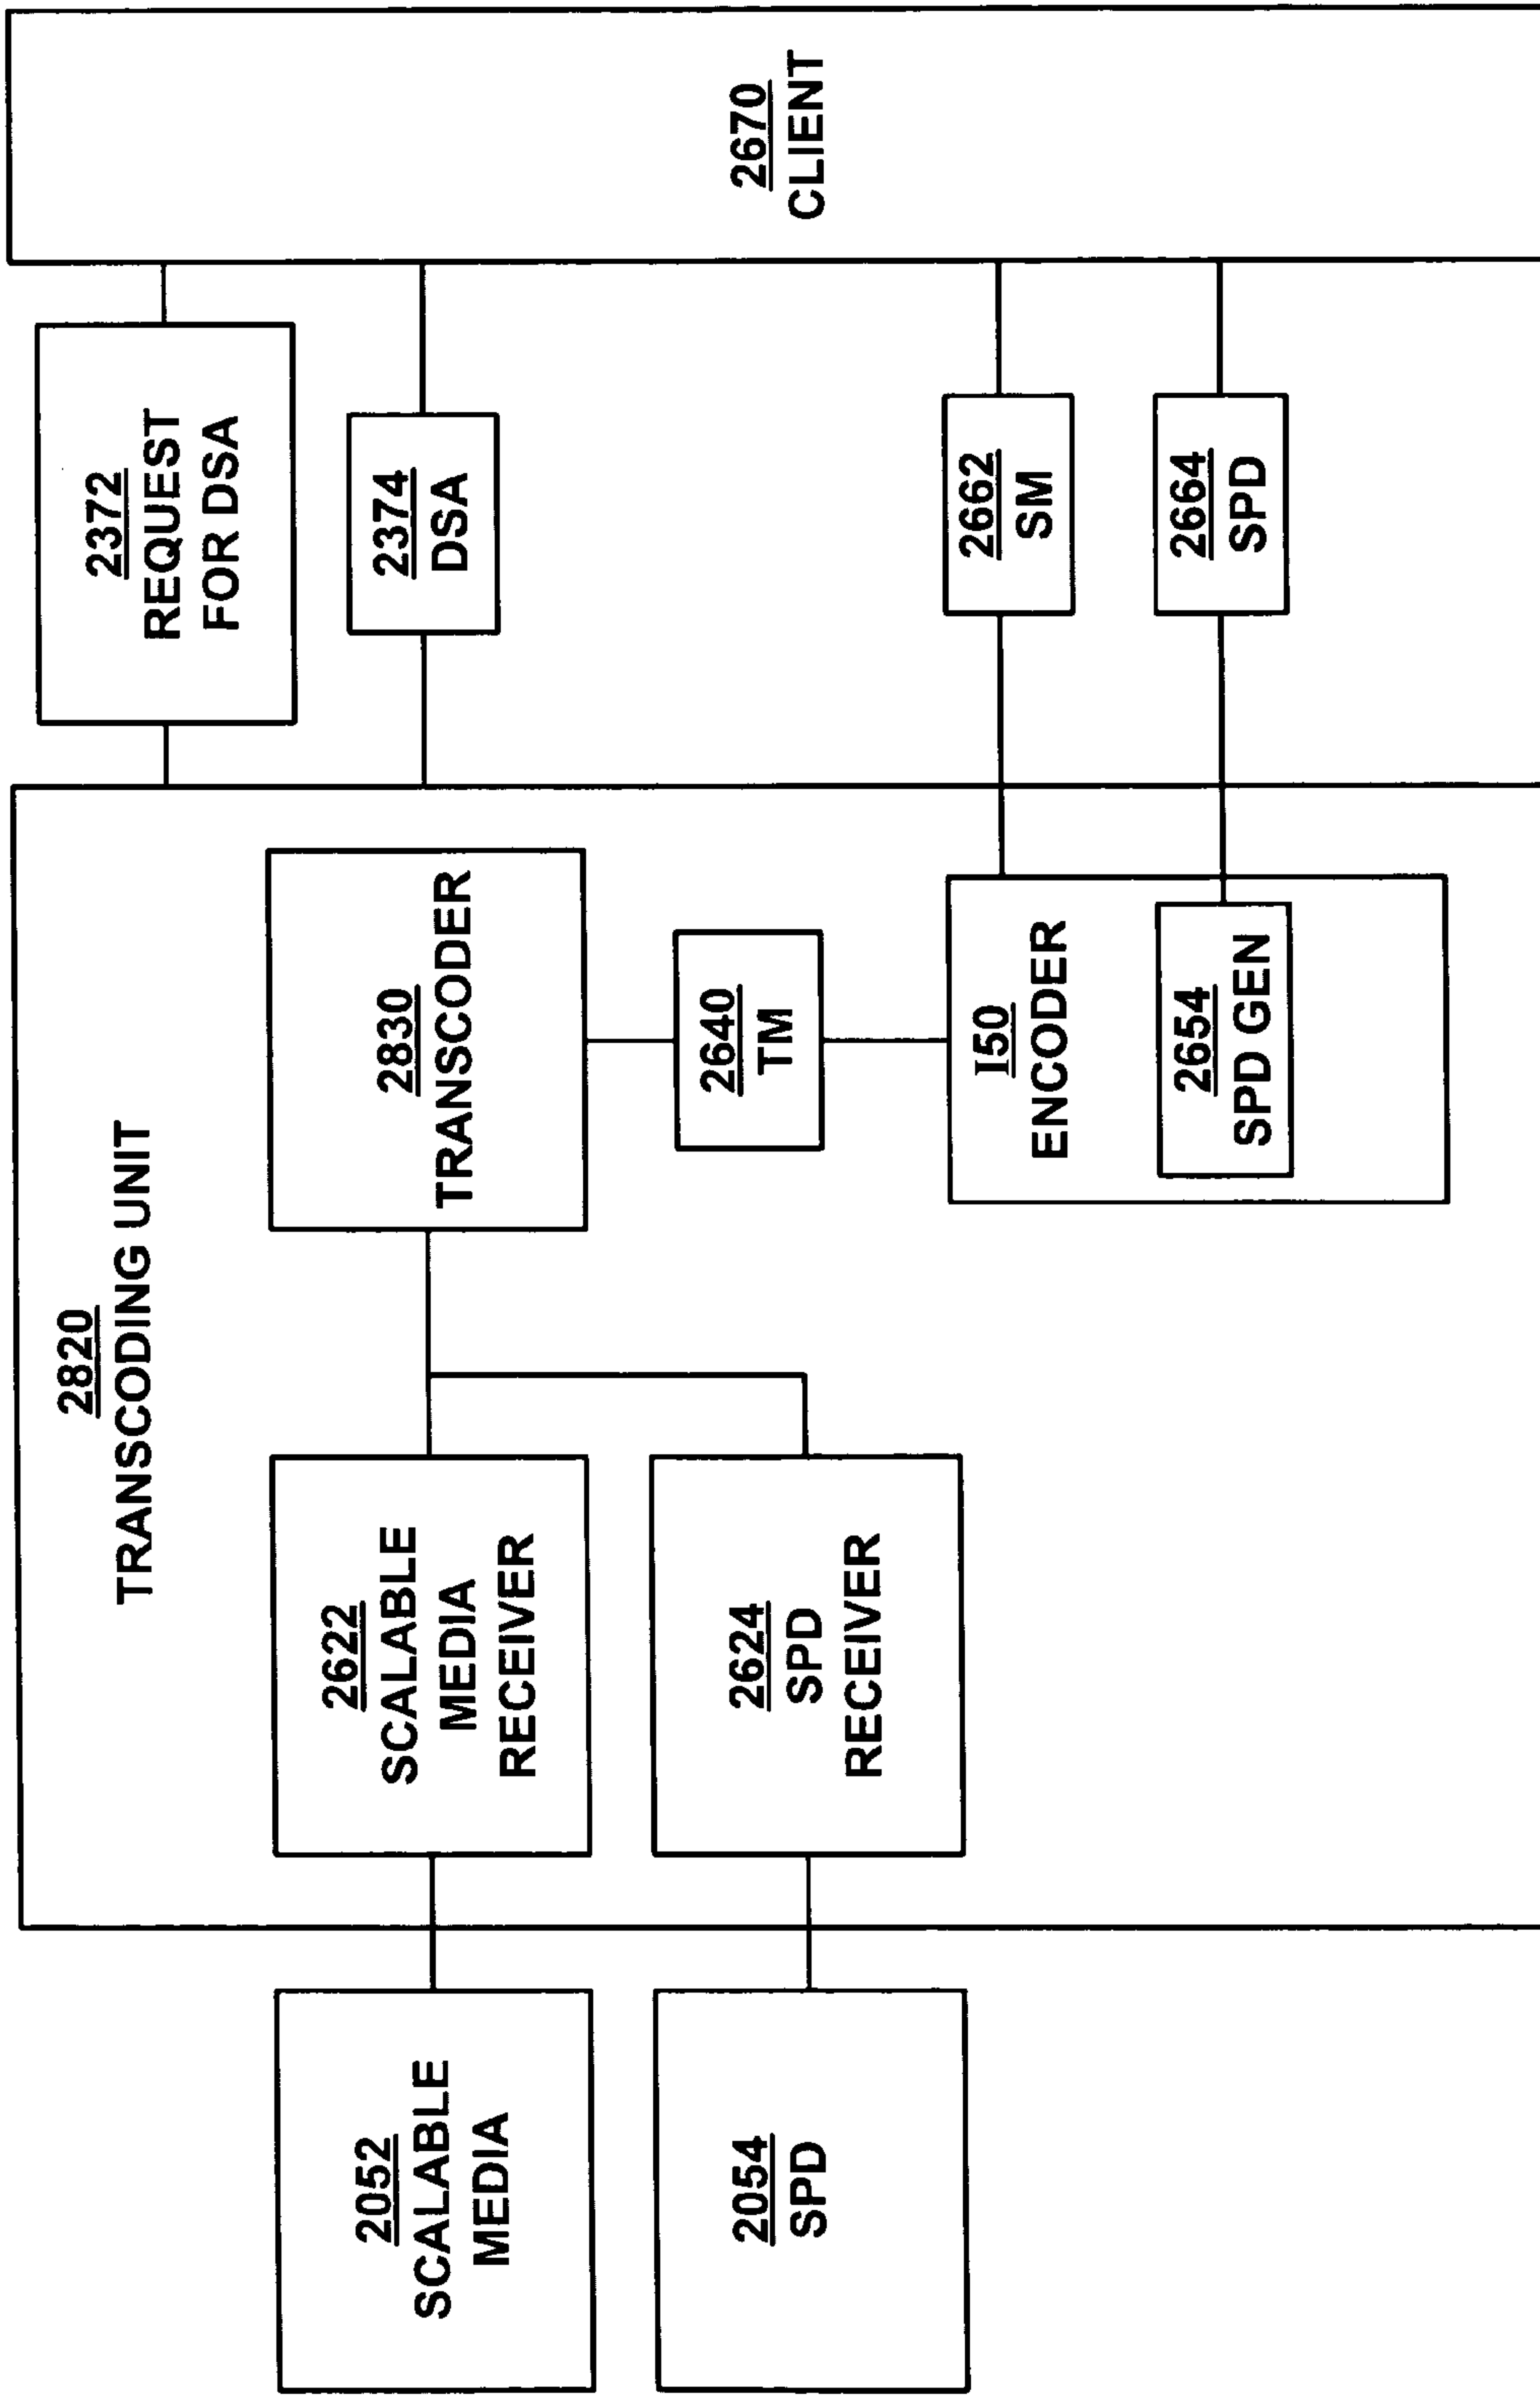 2820
TRANSCODING UNIT
2052
SCALABLE
MEDIA
2054
SPD
2622
SCALABLE
MEDIA
RECEIVER
2624
SPD
RECEIVER
2830
TRANSCODER
2640
TM
I50
ENCODER
2654
SPD GEN
2372
REQUEST
FOR DSA
2374
DSA
2662
SM
2664
SPD
2670
CLIENT